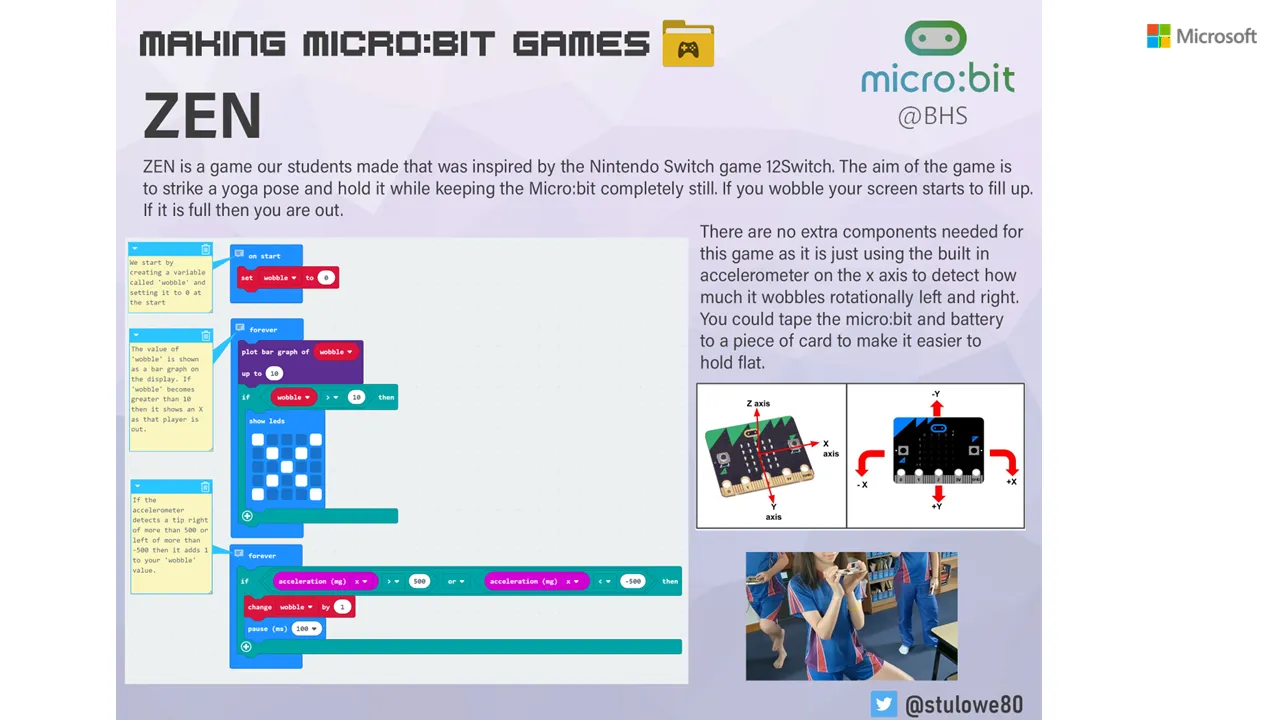 MAKING MICRO:BIT GAMES
micro:bit
@BHS
Microsoft
ZEN
ZEN is a game our students made that was inspired by the Nintendo Switch game 12Switch. The aim of the game is
to strike a yoga pose and hold it while keeping the Micro:bit completely still. If you wobble your screen starts to fill up.
If it is full then you are out.
We start by
creating a variable
called 'wobble' and
setting it to 0 at
the start
on start
set wobble to 0
The value of
'wobble' is shown
as a bar graph on
the display. If
'wobble' becomes
greater than 10
then it shows an X
as that player is
out.
forever
plot bar graph of wobble
up to 10
if wobble > 10 then
show leds
If the
accelerometer
detects a tip right
of more than 500 or
left of more than
-500 then it adds 1
to your 'wobble'
value.
forever
if acceleration (mg) x > 500 or acceleration (mg) x < -500 then
change wobble by 1
pause (ms) 100
There are no extra components needed for
this game as it is just using the built in
accelerometer on the x axis to detect how
much it wobbles rotationally left and right.
You could tape the micro:bit and battery
to a piece of card to make it easier to
hold flat.
Z axis
X
axis
Y
axis
-Y
- X
+X
+Y
@stulowe80